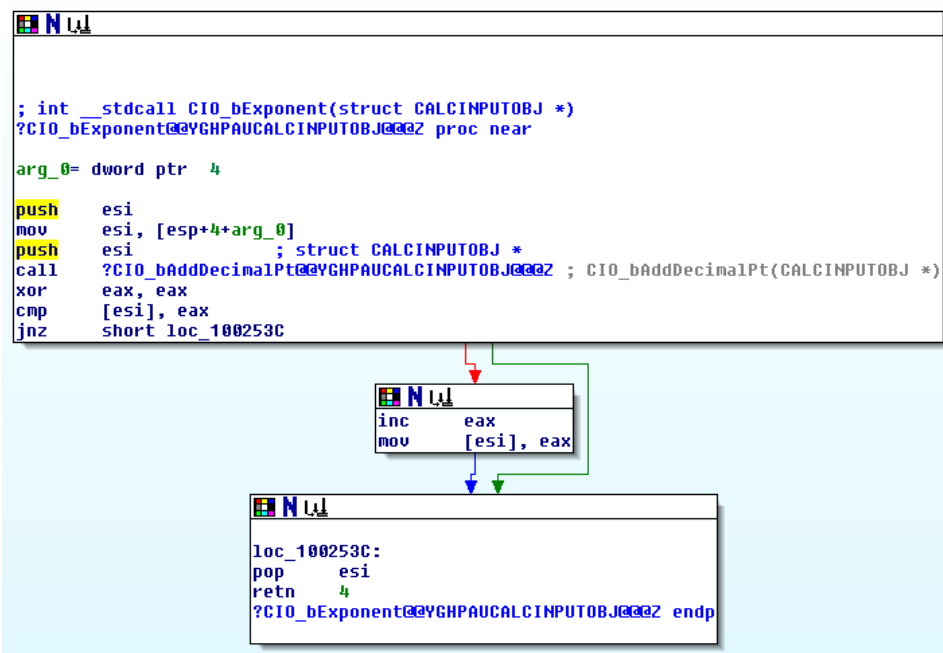 ; int __stdcall CIO_bExponent(struct CALCINPUTOBJ *)
?CIO_bExponent@@YGHPAUCALCINPUTOBJ@@@Z proc near
arg_0= dword ptr  4
push    esi
mov     esi, [esp+4+arg_0]
push    esi             ; struct CALCINPUTOBJ *
call    ?CIO_bAddDecimalPt@@YGHPAUCALCINPUTOBJ@@@Z ; CIO_bAddDecimalPt(CALCINPUTOBJ *)
xor     eax, eax
cmp     [esi], eax
jnz     short loc_100253C
inc     eax
mov     [esi], eax
loc_100253C:
pop     esi
retn    4
?CIO_bExponent@@YGHPAUCALCINPUTOBJ@@@Z endp